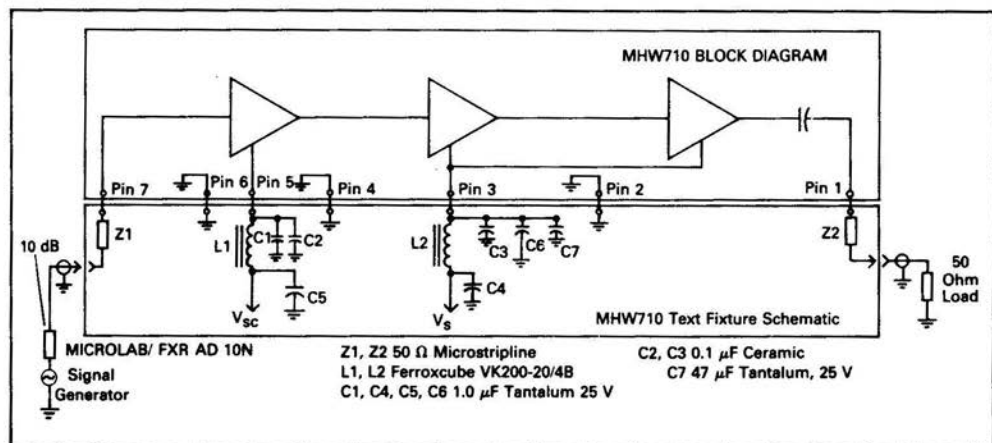 MHW710 BLOCK DIAGRAM
Pin 7
Pin 6
Pin 5
Pin 4
Pin 3
Pin 2
Pin 1
Z1
L1
C1
C2
C5
VSC
L2
C3
C6
C7
C4
VS
Z2
10 dB
50
Ohm
Load
MHW710 Text Fixture Schematic
MICROLAB/ FXR AD 10N
Signal
Generator
Z1, Z2 50 Ω Microstripline
L1, L2 Ferroxcube VK200-20/4B
C1, C4, C5, C6 1.0 μF Tantalum 25 V
C2, C3 0.1 μF Ceramic
C7 47 μF Tantalum, 25 V